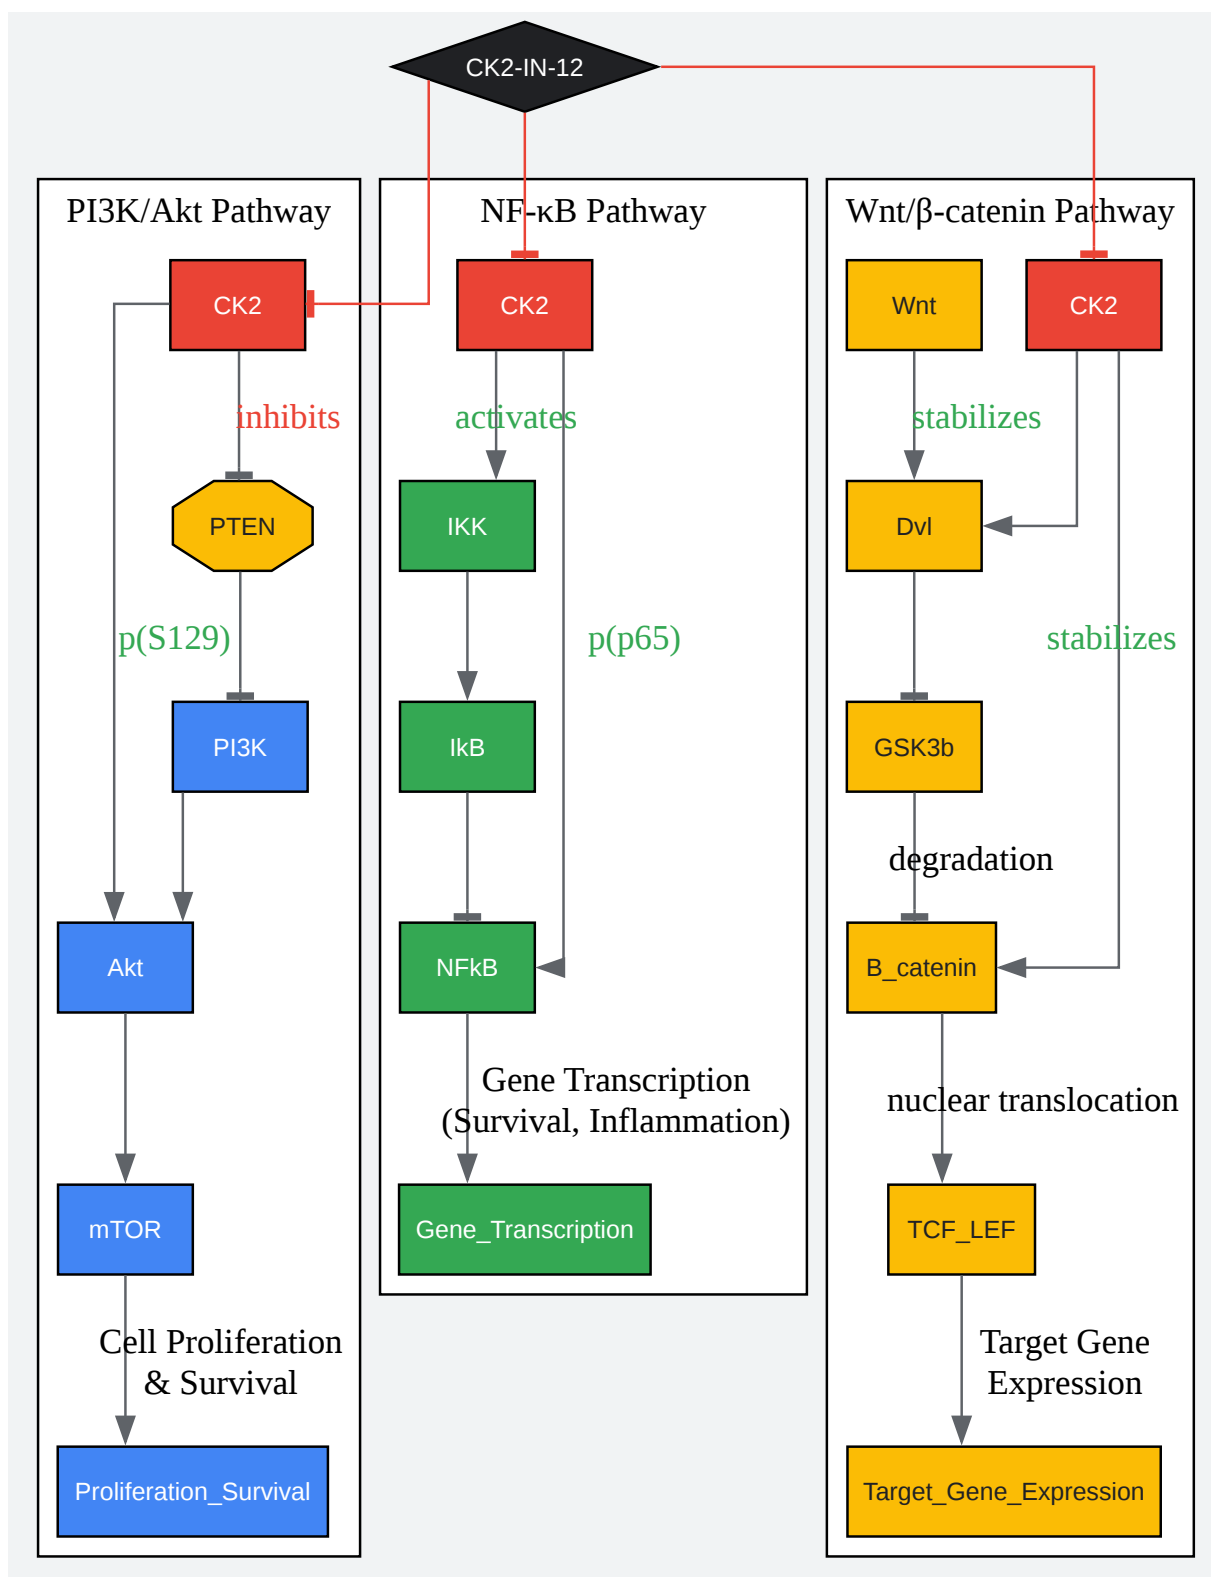 CK2-IN-12
PI3K/Akt Pathway
CK2
inhibits
PTEN
p(S129)
PI3K
Akt
mTOR
Cell Proliferation
& Survival
Proliferation_Survival
NF-κB Pathway
CK2
activates
IKK
p(p65)
IkB
NFkB
Gene Transcription
(Survival, Inflammation)
Gene_Transcription
Wnt/β-catenin Pathway
Wnt
CK2
stabilizes
Dvl
stabilizes
GSK3b
degradation
B_catenin
nuclear translocation
TCF_LEF
Target Gene
Expression
Target_Gene_Expression